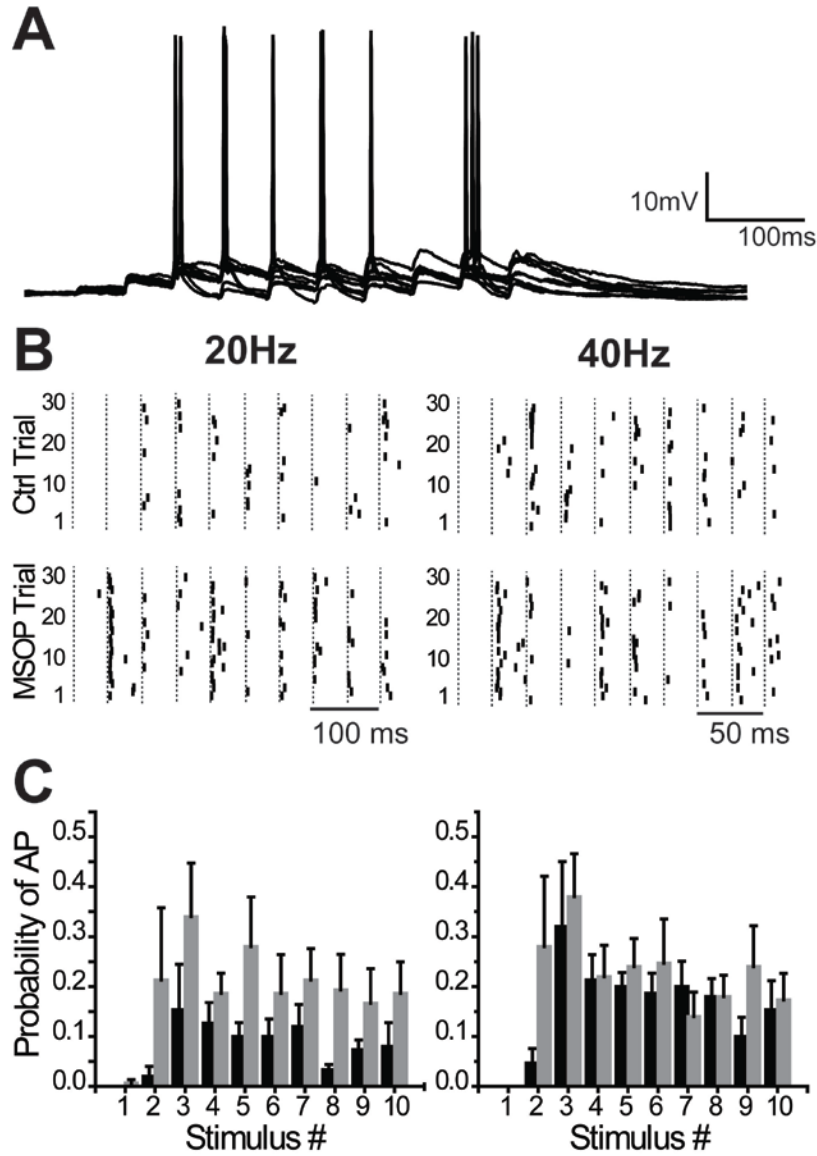 A
10mV
100ms
B
20Hz
40Hz
Ctrl Trial
30
20
10
1
30
20
10
1
MSOP Trial
30
20
10
1
30
20
10
1
100 ms
50 ms
C
Probability of AP
0.5
0.4
0.3
0.2
0.1
0.0
0.5
0.4
0.3
0.2
0.1
0.0
1 2 3 4 5 6 7 8 9 10
1 2 3 4 5 6 7 8 9 10
Stimulus #
Stimulus #